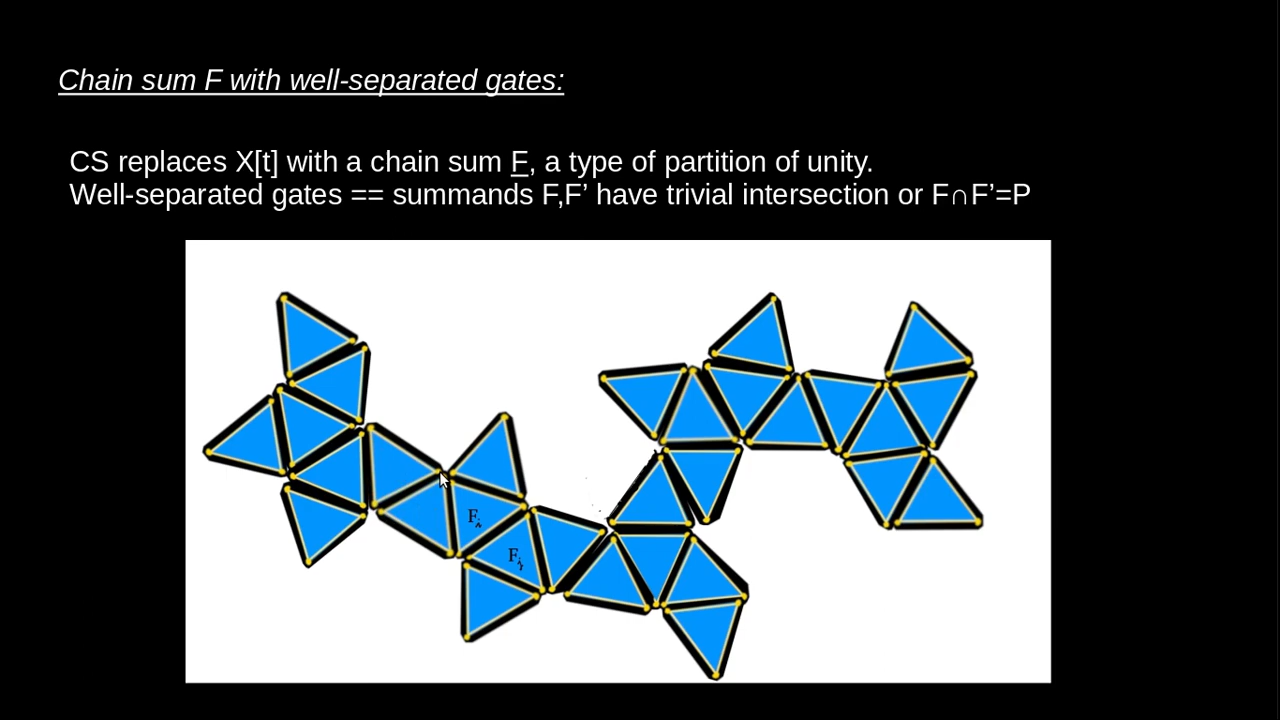 Chain sum F with well-separated gates:
CS replaces X[t] with a chain sum F, a type of partition of unity.
Well-separated gates == summands F,F’ have trivial intersection or F∩F’=P
F
F